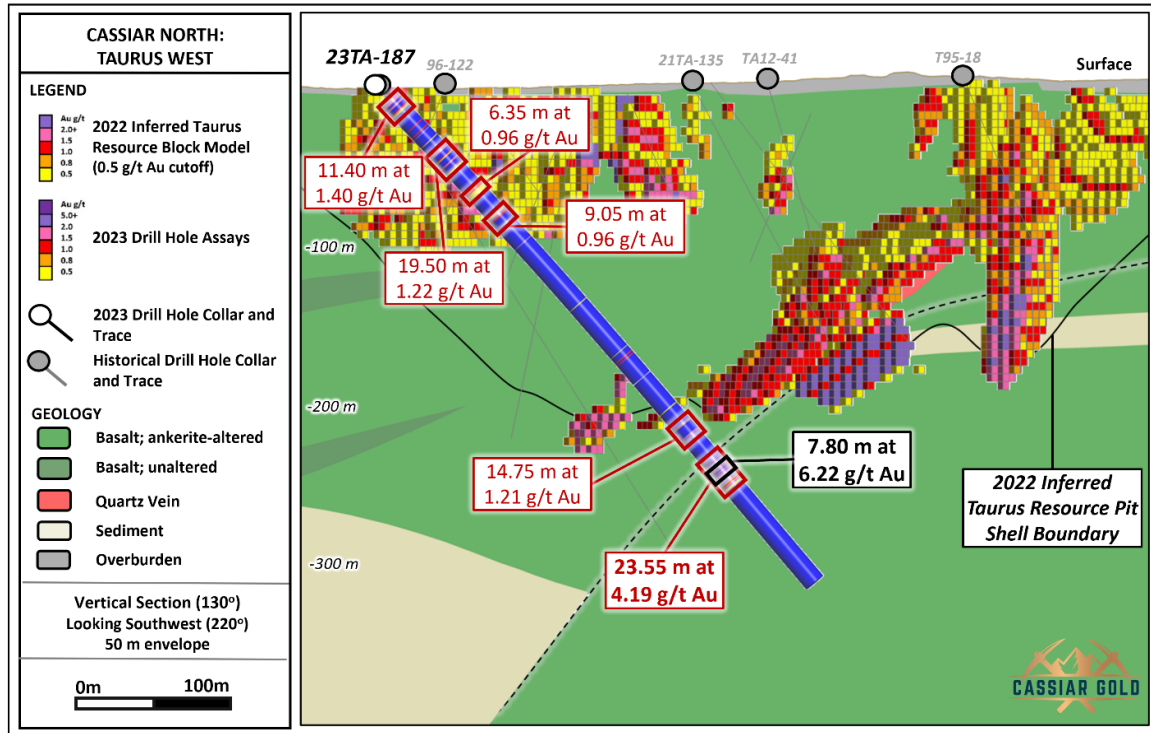 CASSIAR NORTH:
TAURUS WEST
LEGEND
Au g/t
2.0+
1.5
1.0
0.8
0.5
2022 Inferred Taurus
Resource Block Model
(0.5 g/t Au cutoff)
Au g/t
5.0+
2.0
1.5
1.0
0.8
0.5
2023 Drill Hole Assays
2023 Drill Hole Collar and
Trace
Historical Drill Hole Collar
and Trace
GEOLOGY
Basalt; ankerite-altered
Basalt; unaltered
Quartz Vein
Sediment
Overburden
Vertical Section (130º)
Looking Southwest (220º)
50 m envelope
0m 100m
23TA-187
96-122
21TA-135
TA12-41
T95-18
Surface
6.35 m at
0.96 g/t Au
11.40 m at
1.40 g/t Au
9.05 m at
0.96 g/t Au
19.50 m at
1.22 g/t Au
-100 m
-200 m
-300 m
14.75 m at
1.21 g/t Au
7.80 m at
6.22 g/t Au
23.55 m at
4.19 g/t Au
2022 Inferred
Taurus Resource Pit
Shell Boundary
CASSIAR GOLD